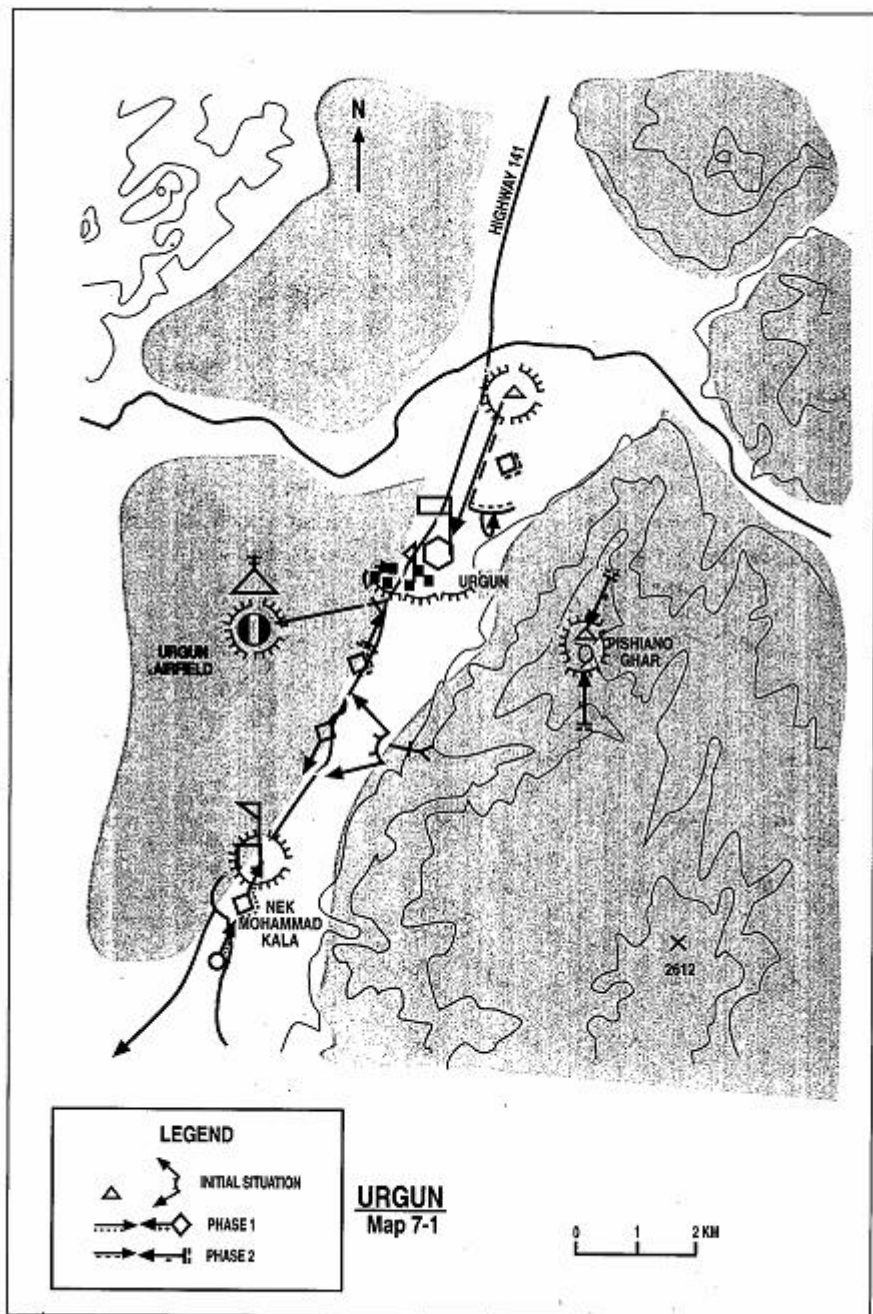 N
HIGHWAY 141
URGUN
URGUN
AIRFIELD
PISHIANO
GHAR
NEK
MOHAMMAD
KALA
2612
LEGEND
INITIAL SITUATION
PHASE 1
PHASE 2
URGUN
Map 7-1
0 1 2 KM